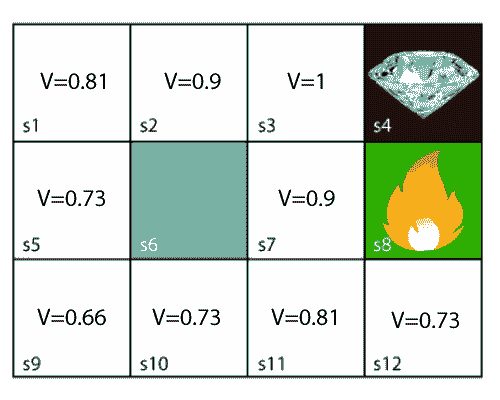 V=0.81
s1
V=0.9
s2
V=1
s3
s4
V=0.73
s5
s6
V=0.9
s7
s8
V=0.66
s9
V=0.73
s10
V=0.81
s11
V=0.73
s12